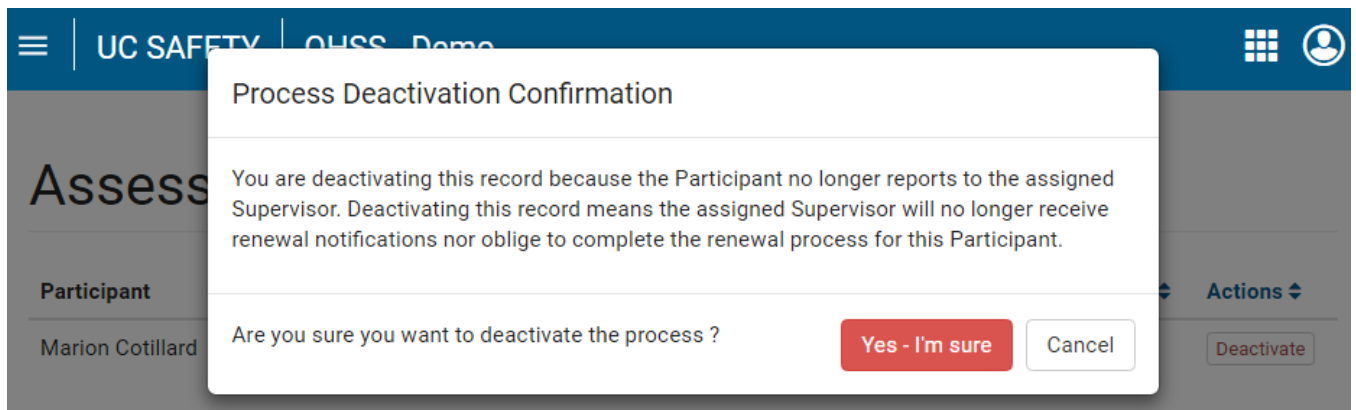 UC SAFETY
Process Deactivation Confirmation
Assess
You are deactivating this record because the Participant no longer reports to the assigned
Supervisor. Deactivating this record means the assigned Supervisor will no longer receive
renewal notifications nor oblige to complete the renewal process for this Participant.
Participant Actions
Are you sure you want to deactivate the process ? Yes - I'm sure Cancel
Marion Cotillard Deactivate